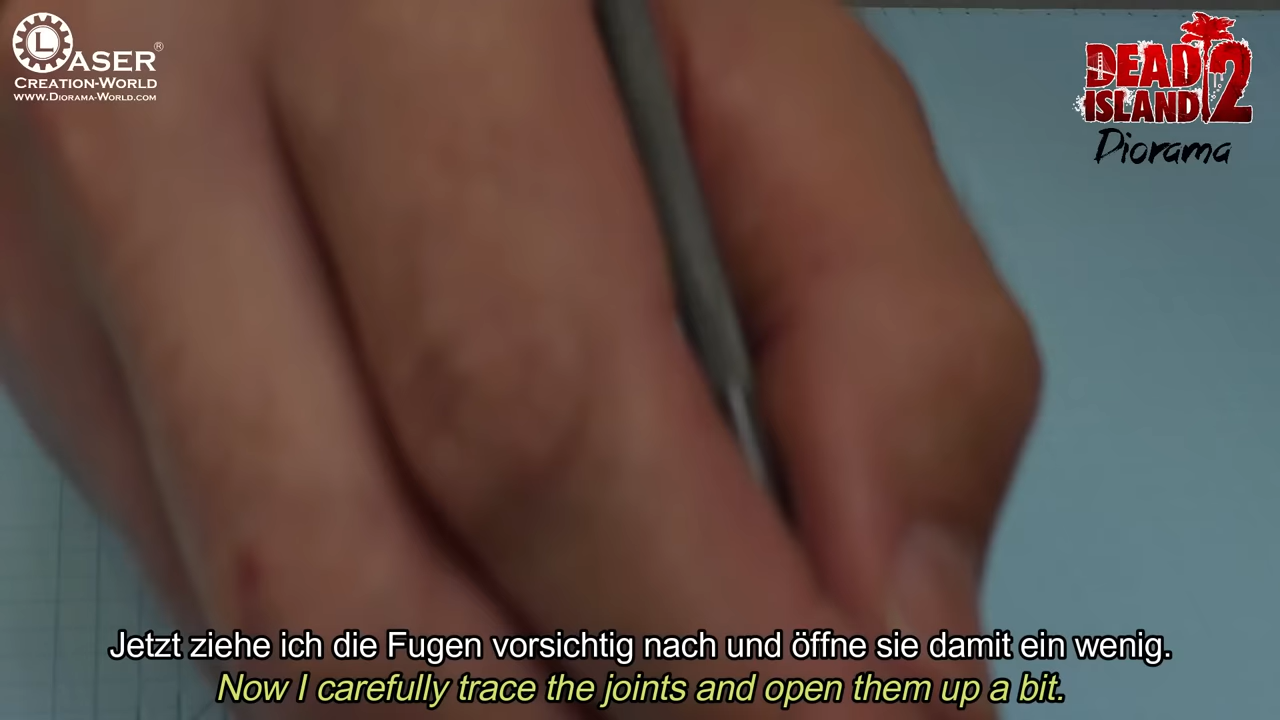 LASER®
CREATION-WORLD
WWW.DIORAMA-WORLD.COM
DEAD
ISLAND 2
Diorama
Jetzt ziehe ich die Fugen vorsichtig nach und öffne sie damit ein wenig.
Now I carefully trace the joints and open them up a bit.